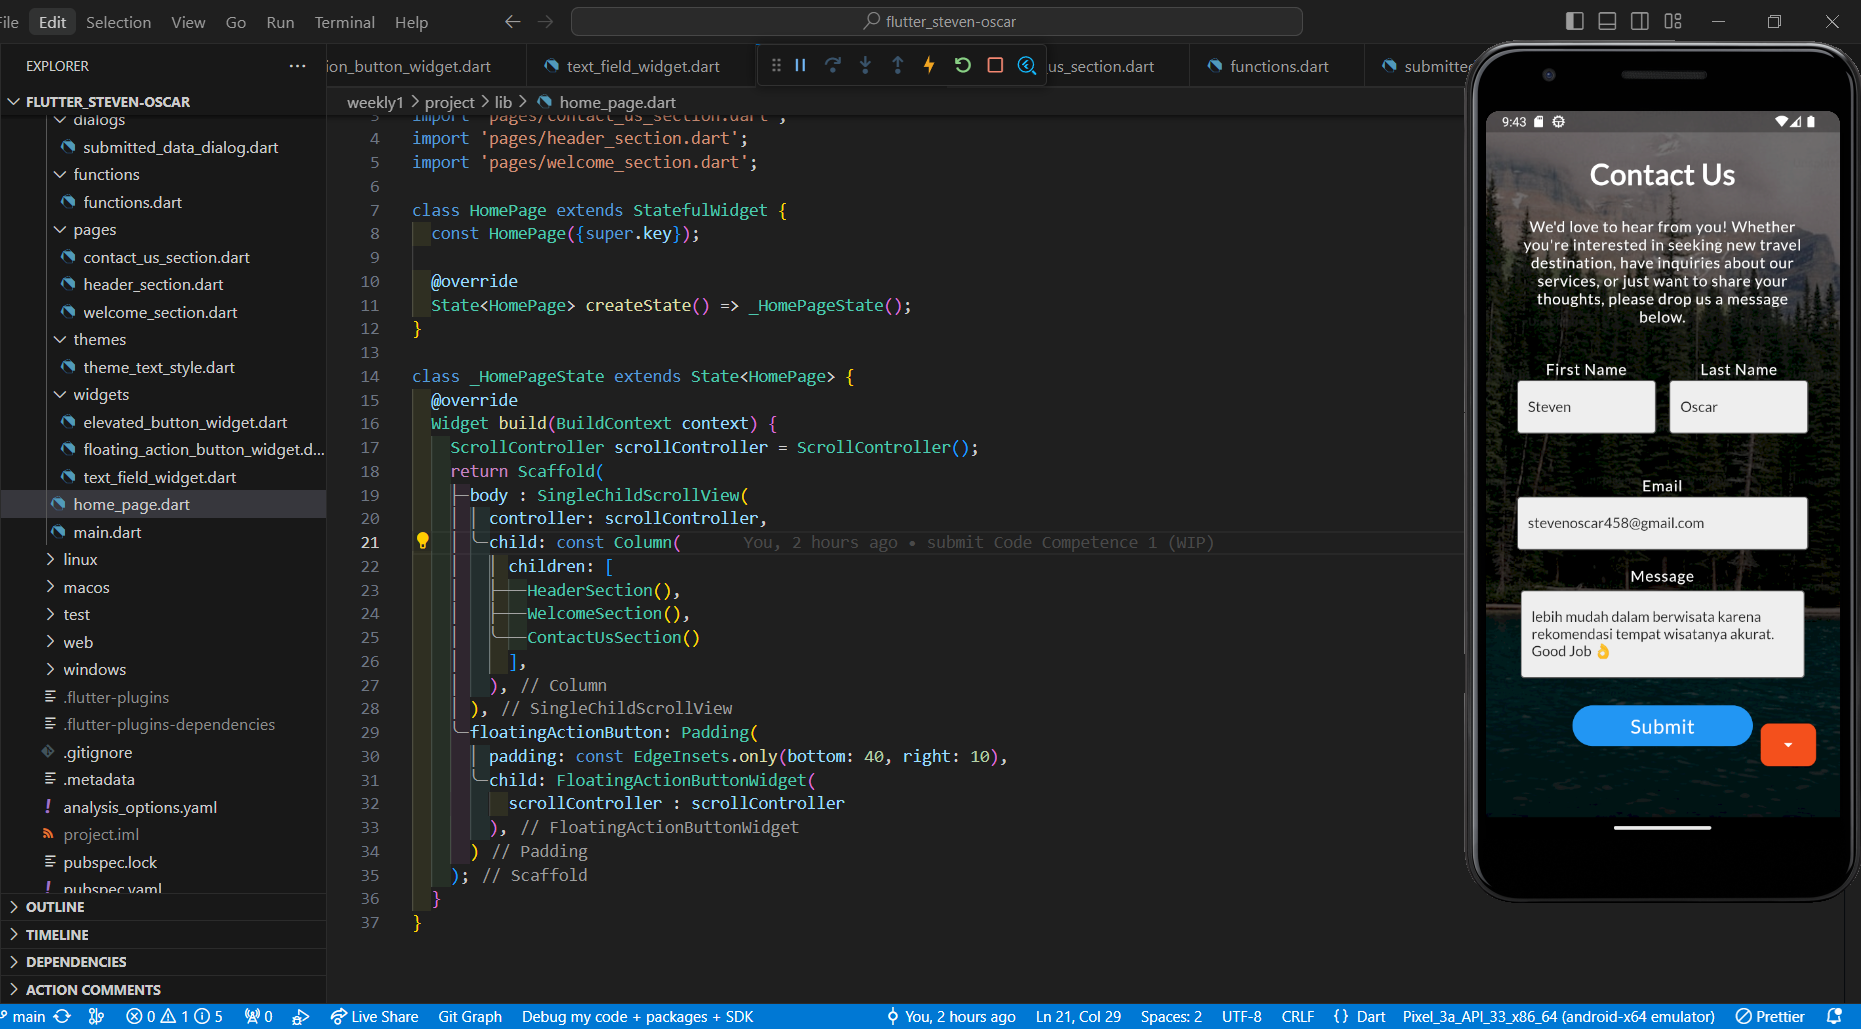 File Edit Selection View Go Run Terminal Help
flutter_steven-oscar
EXPLORER
FLUTTER_STEVEN-OSCAR
dialogs
submitted_data_dialog.dart
functions
functions.dart
pages
contact_us_section.dart
header_section.dart
welcome_section.dart
themes
theme_text_style.dart
widgets
elevated_button_widget.dart
floating_action_button_widget.d...
text_field_widget.dart
home_page.dart
main.dart
linux
macos
test
web
windows
.flutter-plugins
.flutter-plugins-dependencies
.gitignore
.metadata
analysis_options.yaml
project.iml
pubspec.lock
pubspec.yaml
OUTLINE
TIMELINE
DEPENDENCIES
ACTION COMMENTS
ion_button_widget.dart text_field_widget.dart us_section.dart functions.dart submitte
weekly1 > project > lib > home_page.dart
3 import 'pages/contact_us_section.dart';
4 import 'pages/header_section.dart';
5 import 'pages/welcome_section.dart';
6
7 class HomePage extends StatefulWidget {
8 const HomePage({super.key});
9
10 @override
11 State<HomePage> createState() => _HomePageState();
12 }
13
14 class _HomePageState extends State<HomePage> {
15 @override
16 Widget build(BuildContext context) {
17 ScrollController scrollController = ScrollController();
18 return Scaffold(
19 body : SingleChildScrollView(
20 controller: scrollController,
21 child: const Column( You, 2 hours ago • submit Code Competence 1 (WIP)
22 children: [
23 HeaderSection(),
24 WelcomeSection(),
25 ContactUsSection()
26 ],
27 ), // Column
28 ), // SingleChildScrollView
29 floatingActionButton: Padding(
30 padding: const EdgeInsets.only(bottom: 40, right: 10),
31 child: FloatingActionButtonWidget(
32 scrollController : scrollController
33 ), // FloatingActionButtonWidget
34 ) // Padding
35 ); // Scaffold
36 }
37 }
9:43
Contact Us
We'd love to hear from you! Whether
you're interested in seeking new travel
destination, have inquiries about our
services, or just want to share your
thoughts, please drop us a message
below.
First Name Last Name
Steven Oscar
Email
stevenoscar458@gmail.com
Message
lebih mudah dalam berwisata karena
rekomendasi tempat wisatanya akurat.
Good Job 👌
Submit
main 0 1 5 0 Live Share Git Graph Debug my code + packages + SDK You, 2 hours ago Ln 21, Col 29 Spaces: 2 UTF-8 CRLF {} Dart Pixel_3a_API_33_x86_64 (android-x64 emulator) Prettier